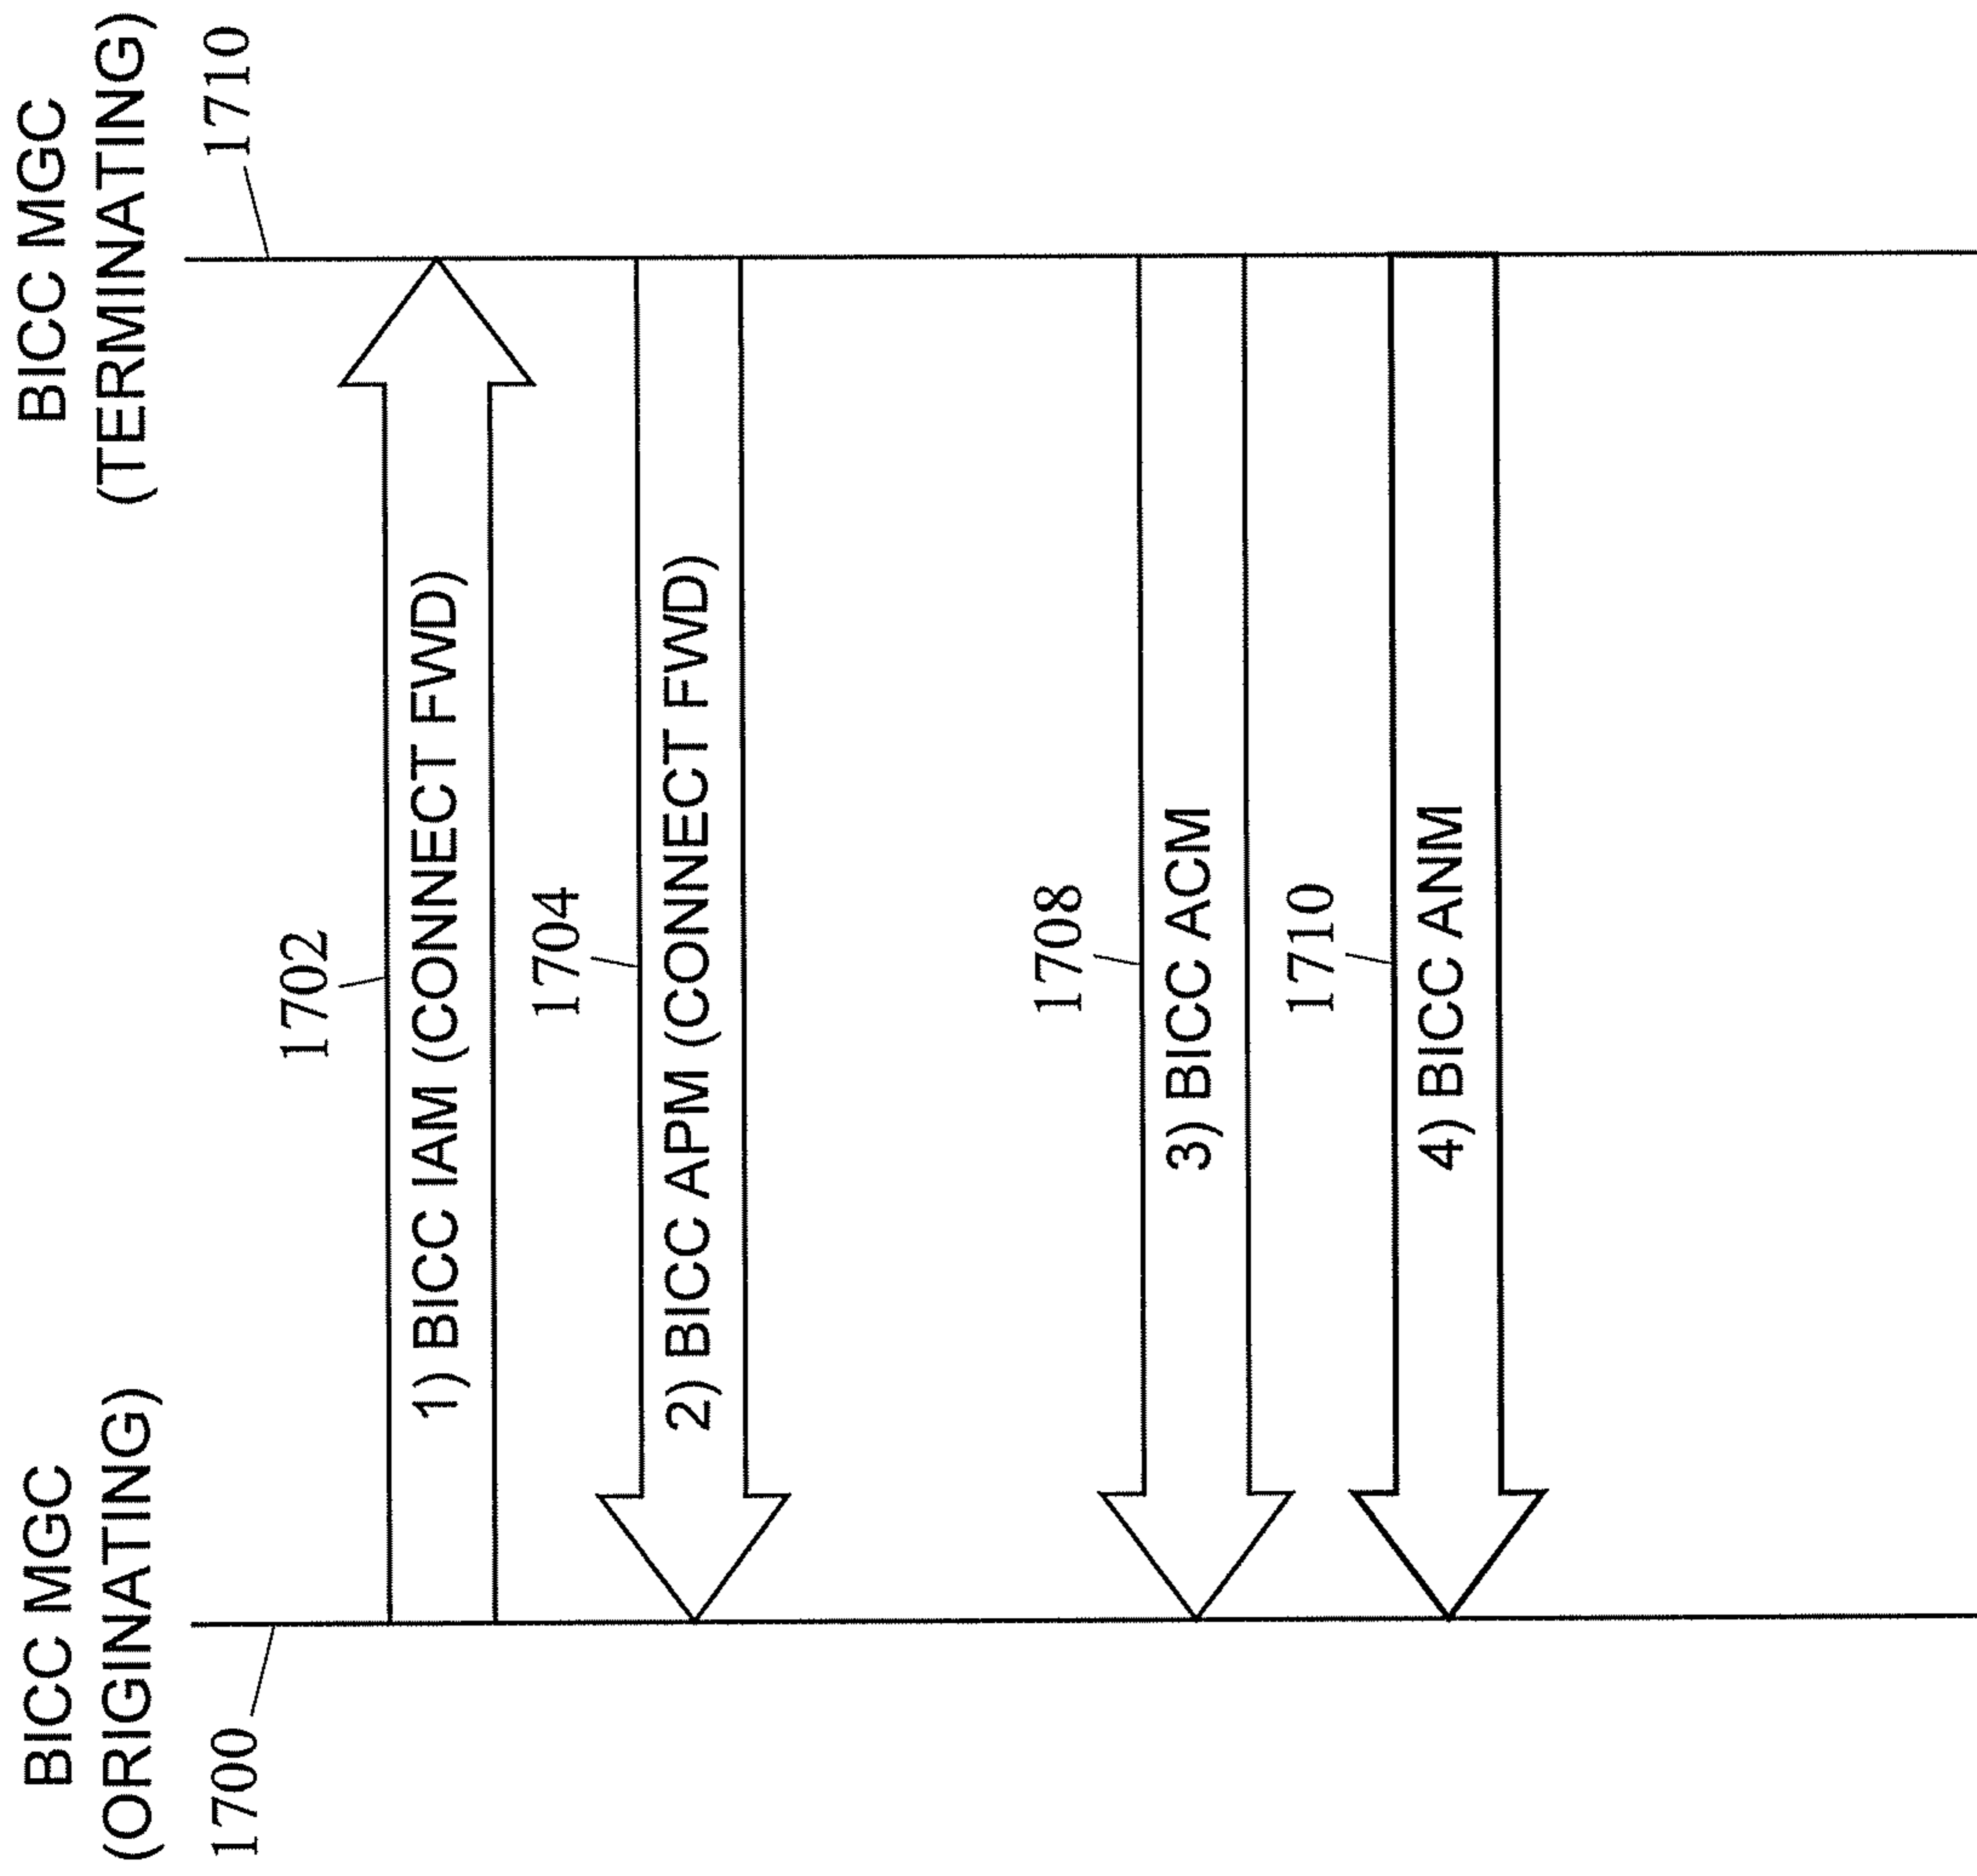 BICC MGC
(ORIGINATING)
BICC MGC
(TERMINATING)
1700
1710
1702
1) BICC IAM (CONNECT FWD)
1704
2) BICC APM (CONNECT FWD)
1708
3) BICC ACM
1710
4) BICC ANM